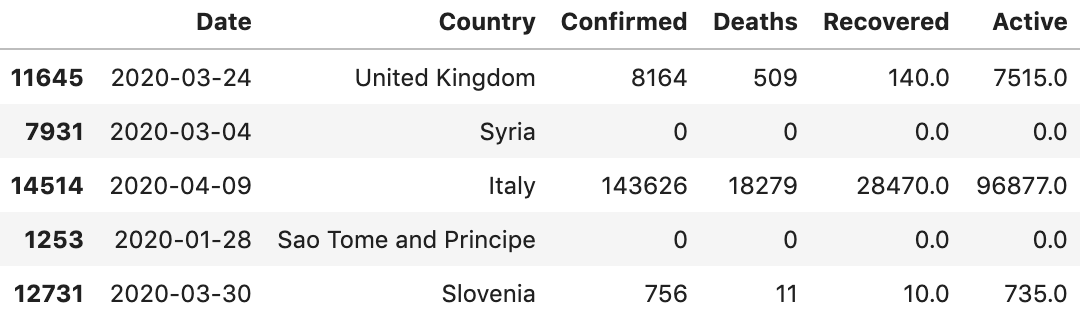 Date Country Confirmed Deaths Recovered Active
11645 2020-03-24 United Kingdom 8164 509 140.0 7515.0
7931 2020-03-04 Syria 0 0 0.0 0.0
14514 2020-04-09 Italy 143626 18279 28470.0 96877.0
1253 2020-01-28 Sao Tome and Principe 0 0 0.0 0.0
12731 2020-03-30 Slovenia 756 11 10.0 735.0